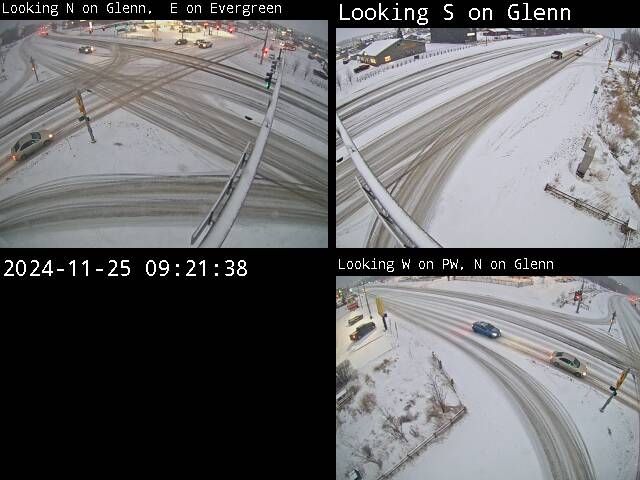 Looking N on Glenn,  E on Evergreen
Looking S on Glenn
2024-11-25 09:21:38
Looking W on PW, N on Glenn